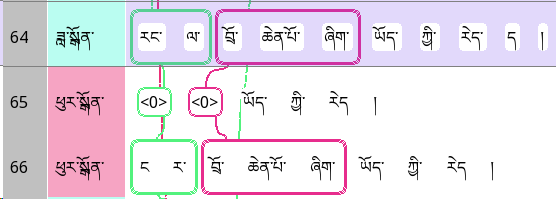 64 ཟླ་སྒྲོན་ རང་ ལ་ བྲོ་ ཆེན་པོ་ ཞིག་ ཡོད་ ཀྱི་ རེད་ ད །
65 ཕུར་སྒྲོན་ <0> <0> ཡོད་ ཀྱི་ རེད །
66 ཕུར་སྒྲོན་ ང ར་ བྲོ་ ཆེན་པོ་ ཞིག་ ཡོད་ ཀྱི་ རེད །